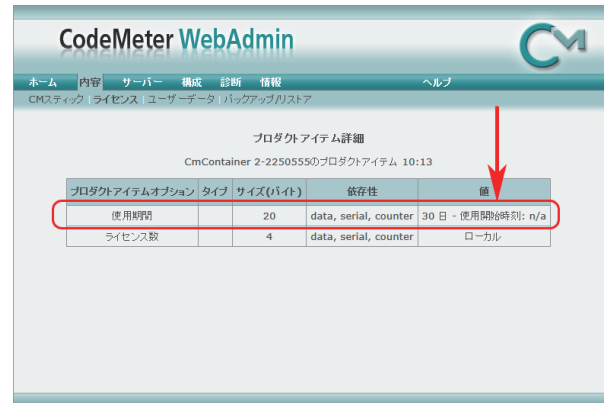 CodeMeter WebAdmin
CM
ホーム 内容 サーバー 構成 診断 情報 ヘルプ
CMスティック | ライセンス | ユーザーデータ | バックアップ/リストア
プロダクトアイテム詳細
CmContainer 2-2250555のプロダクトアイテム 10:13
プロダクトアイテムオプション タイプ サイズ(バイト) 依存性 値
使用期間 20 data, serial, counter 30 日 - 使用開始時刻: n/a
ライセンス数 4 data, serial, counter ローカル